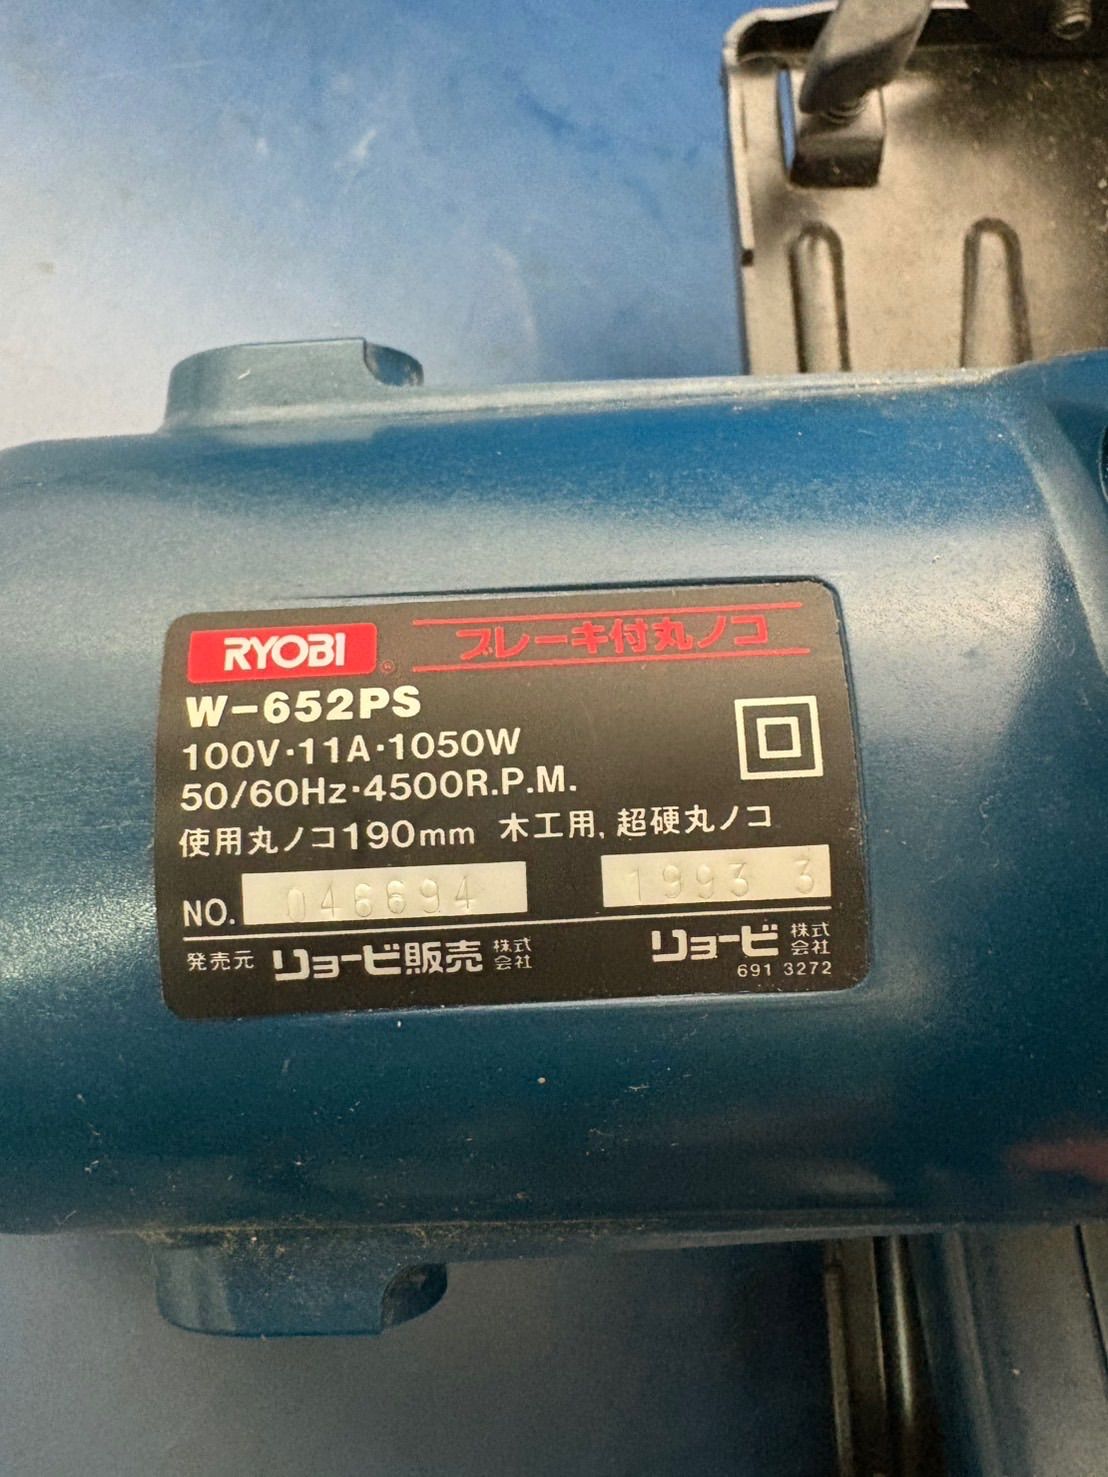 RYOBI ® ブレーキ付丸ノコ
W-652PS
100V·11A·1050W
50/60Hz·4500R.P.M.
使用丸ノコ190mm 木工用, 超硬丸ノコ
NO. 046694 1993 3
発売元 リョービ販売株式会社 リョービ株式会社
691 3272